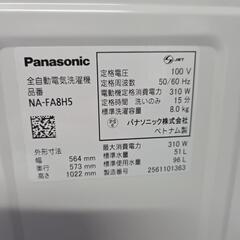 Panasonic
全自動電気洗濯機
品番
NA-FA8H5
JET
定格電圧 100 V
定格周波数 50/60 Hz
電動機定格消費電力 310 W
定格時間 洗いのみ 15 分
標準洗濯容量 8.0 kg
パナソニック株式会社
ベトナム製
外形寸法
幅 564 mm
奥行 573 mm
高さ 1022 mm
最大消費電力 310 W
標準水量 51 L
標準使用水量 96 L
製造番号 2561101363